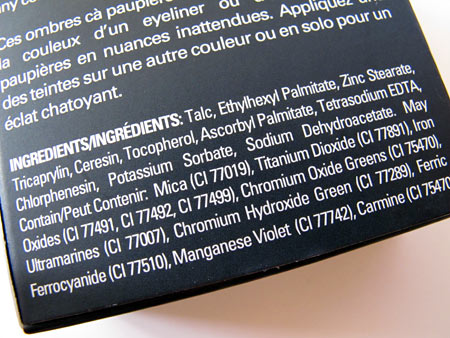 any co
Ces ombres cà paupière
la couleux d'un eyeliner ou d
paupières en nuances inattendues. Appliquez un
des teintes sur une autre couleur ou en solo pour un
éclat chatoyant.
INGREDIENTS/INGRÉDIENTS: Talc, Ethylhexyl Palmitate, Zinc Stearate,
Tricaprylin, Ceresin, Tocopherol, Ascorbyl Palmitate, Tetrasodium EDTA,
Chlorphenesin, Potassium Sorbate, Sodium Dehydroacetate. May
Contain/Peut Contenir: Mica (CI 77019), Titanium Dioxide (CI 77891), Iron
Oxides (CI 77491, CI 77492, CI 77499), Chromium Oxide Greens (CI 75470),
Ultramarines (CI 77007), Chromium Hydroxide Green (CI 77289), Ferric
Ferrocyanide (CI 77510), Manganese Violet (CI 77742), Carmine (CI 75470